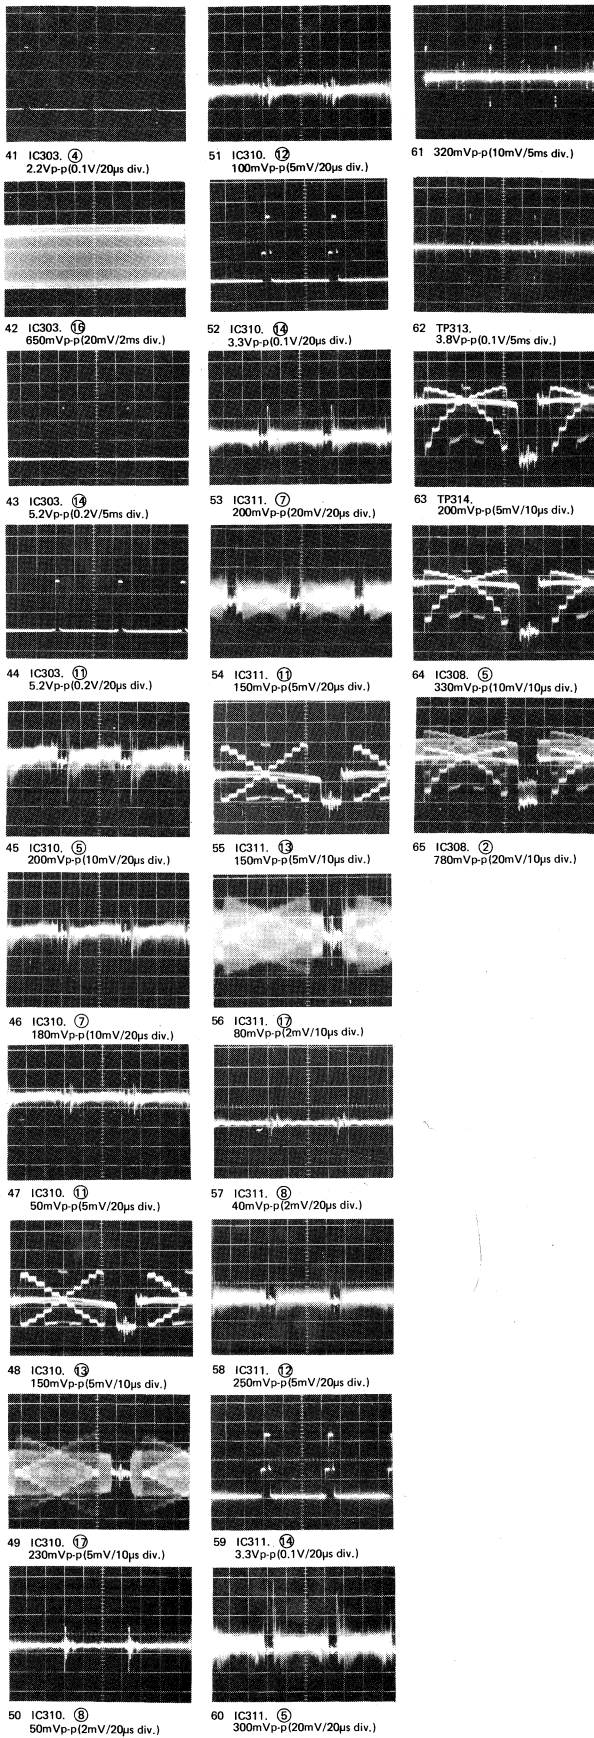 41 IC303. ④
2.2Vp-p(0.1V/20µs div.)
42 IC303. ⑯
650mVp-p(20mV/2ms div.)
43 IC303. ⑭
5.2Vp-p(0.2V/5ms div.)
44 IC303. ⑪
5.2Vp-p(0.2V/20µs div.)
45 IC310. ⑤
200mVp-p(10mV/20µs div.)
46 IC310. ⑦
180mVp-p(10mV/20µs div.)
47 IC310. ⑪
50mVp-p(5mV/20µs div.)
48 IC310. ⑬
150mVp-p(5mV/10µs div.)
49 IC310. ⑰
230mVp-p(5mV/10µs div.)
50 IC310. ⑧
50mVp-p(2mV/20µs div.)
51 IC310. ⑫
100mVp-p(5mV/20µs div.)
52 IC310. ⑭
3.3Vp-p(0.1V/20µs div.)
53 IC311. ⑦
200mVp-p(20mV/20µs div.)
54 IC311. ⑪
150mVp-p(5mV/20µs div.)
55 IC311. ⑬
150mVp-p(5mV/10µs div.)
56 IC311. ⑰
80mVp-p(2mV/10µs div.)
57 IC311. ⑧
40mVp-p(2mV/20µs div.)
58 IC311. ⑫
250mVp-p(5mV/20µs div.)
59 IC311. ⑭
3.3Vp-p(0.1V/20µs div.)
60 IC311. ⑤
300mVp-p(20mV/20µs div.)
61 320mVp-p(10mV/5ms div.)
62 TP313.
3.8Vp-p(0.1V/5ms div.)
63 TP314.
200mVp-p(5mV/10µs div.)
64 IC308. ⑤
330mVp-p(10mV/10µs div.)
65 IC308. ②
780mVp-p(20mV/10µs div.)